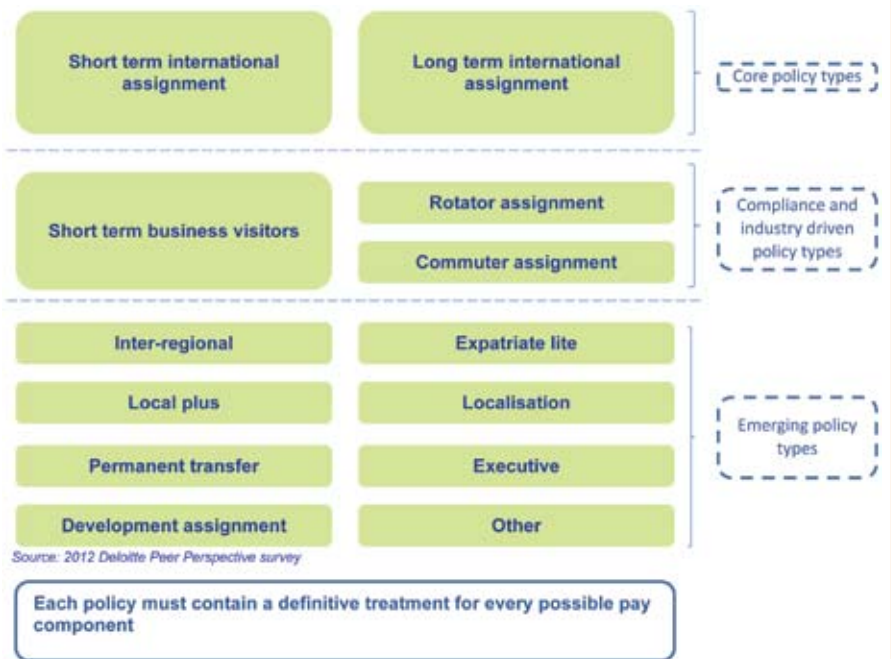 Short term international
assignment
Long term international
assignment
Core policy types
Short term business visitors
Rotator assignment
Commuter assignment
Compliance and
industry driven
policy types
Inter-regional
Expatriate lite
Local plus
Localisation
Emerging policy
types
Permanent transfer
Executive
Development assignment
Other
Source: 2012 Deloitte Peer Perspective survey
Each policy must contain a definitive treatment for every possible pay
component